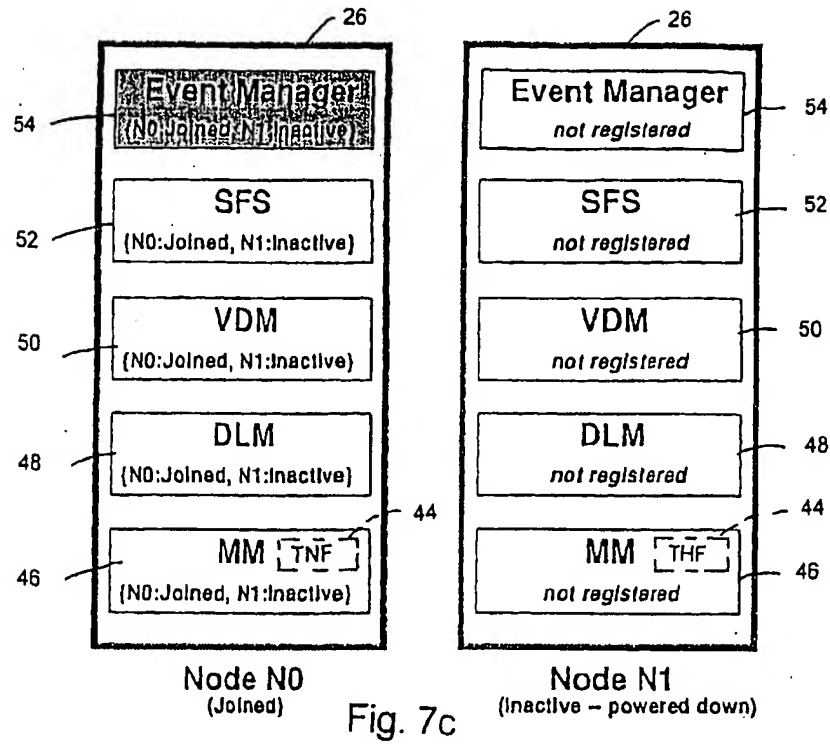 26
Event Manager
{N0:Joined, N1:Inactive}
54
SFS
{N0:Joined, N1:Inactive}
52
VDM
{N0:Joined, N1:Inactive}
50
DLM
{N0:Joined, N1:Inactive}
48
44
MM TNF
{N0:Joined, N1:Inactive}
46
Node N0
(Joined)
26
Event Manager
not registered
54
SFS
not registered
52
VDM
not registered
50
DLM
not registered
48
44
MM THF
not registered
46
Node N1
(Inactive – powered down)
Fig. 7c